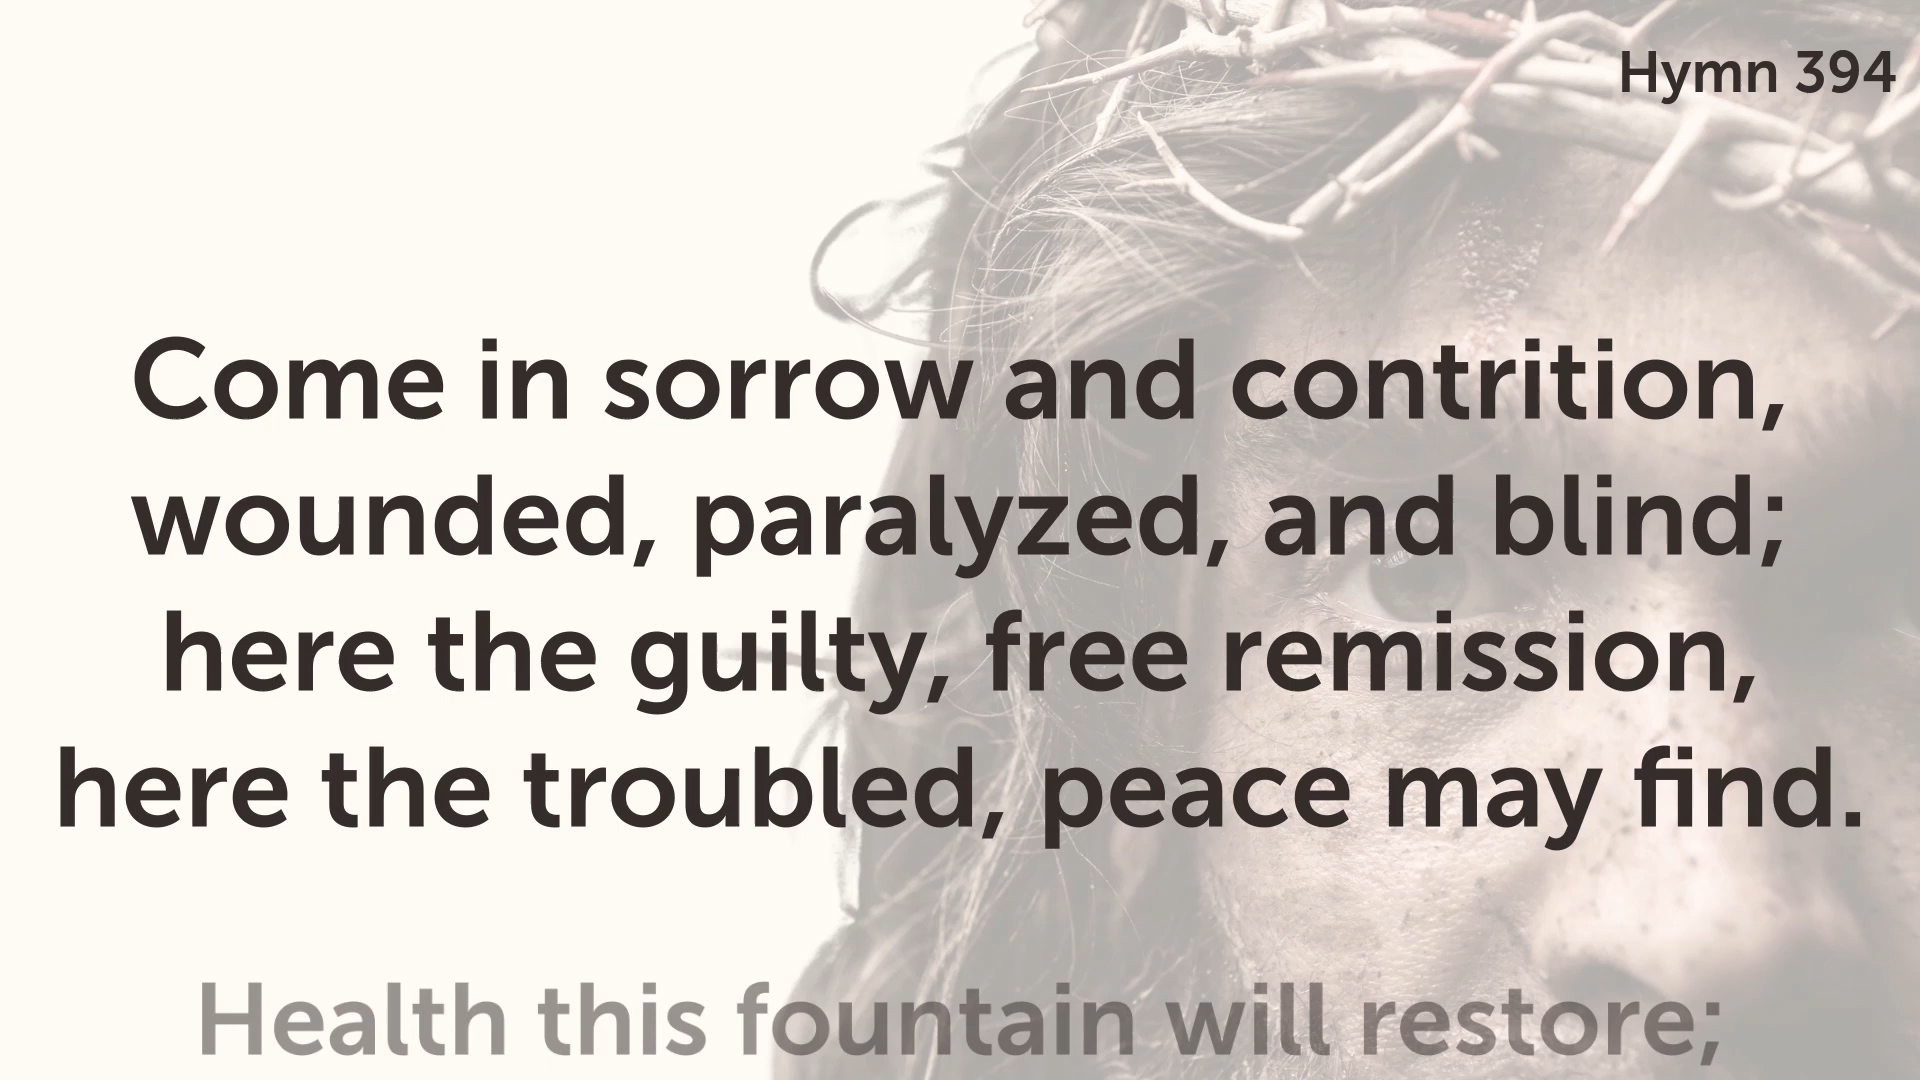 Hymn 394
Come in sorrow and contrition,
wounded, paralyzed, and blind;
here the guilty, free remission,
here the troubled, peace may find.
Health this fountain will restore;